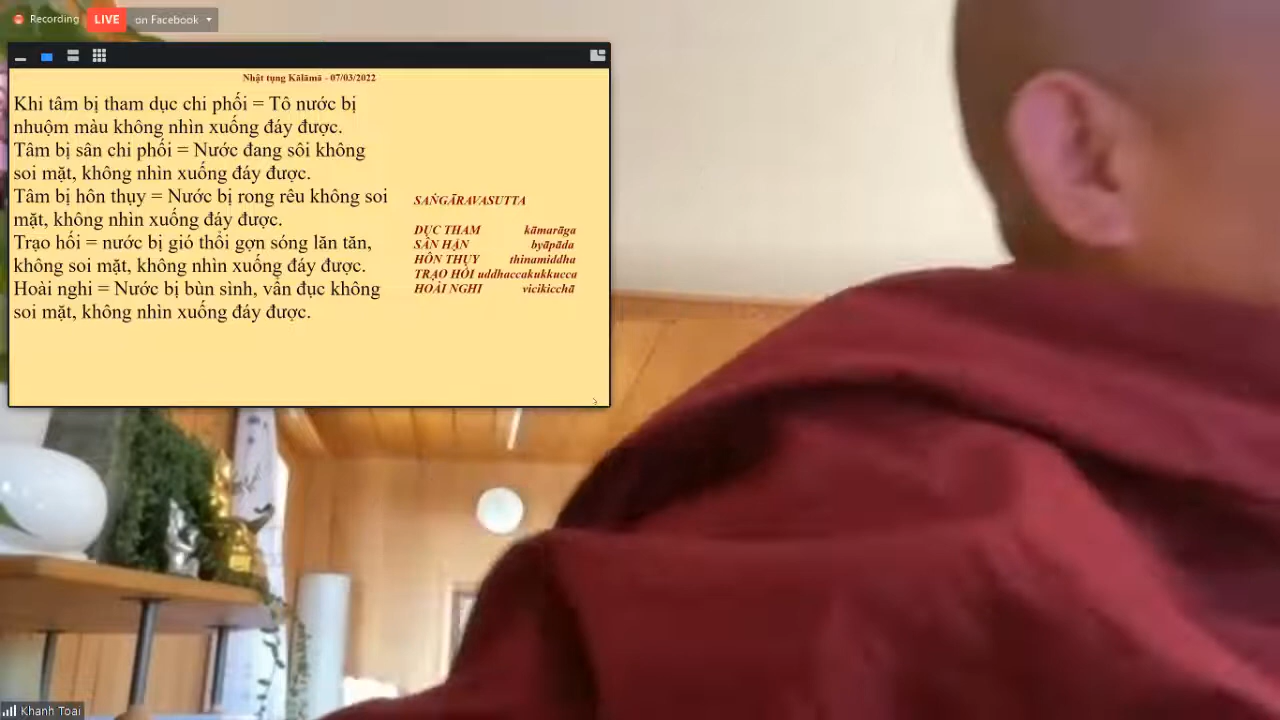 Recording
LIVE on Facebook
Nhật tụng Kālāmā - 07/03/2022
Khi tâm bị tham dục chi phối = Tô nước bị
nhuộm màu không nhìn xuống đáy được.
Tâm bị sân chi phối = Nước đang sôi không
soi mặt, không nhìn xuống đáy được.
Tâm bị hôn thụy = Nước bị rong rêu không soi
mặt, không nhìn xuống đáy được.
Trạo hối = nước bị gió thổi gợn sóng lăn tăn,
không soi mặt, không nhìn xuống đáy được.
Hoài nghi = Nước bị bùn sình, vẩn đục không
soi mặt, không nhìn xuống đáy được.
SAṄGĀRAVASUTTA
DỤC THAM kāmarāga
SÂN HẬN byāpāda
HÔN THỤY thinamiddha
TRẠO HỐI uddhaccakukkucca
HOÀI NGHI vicikicchā
Khanh Toai